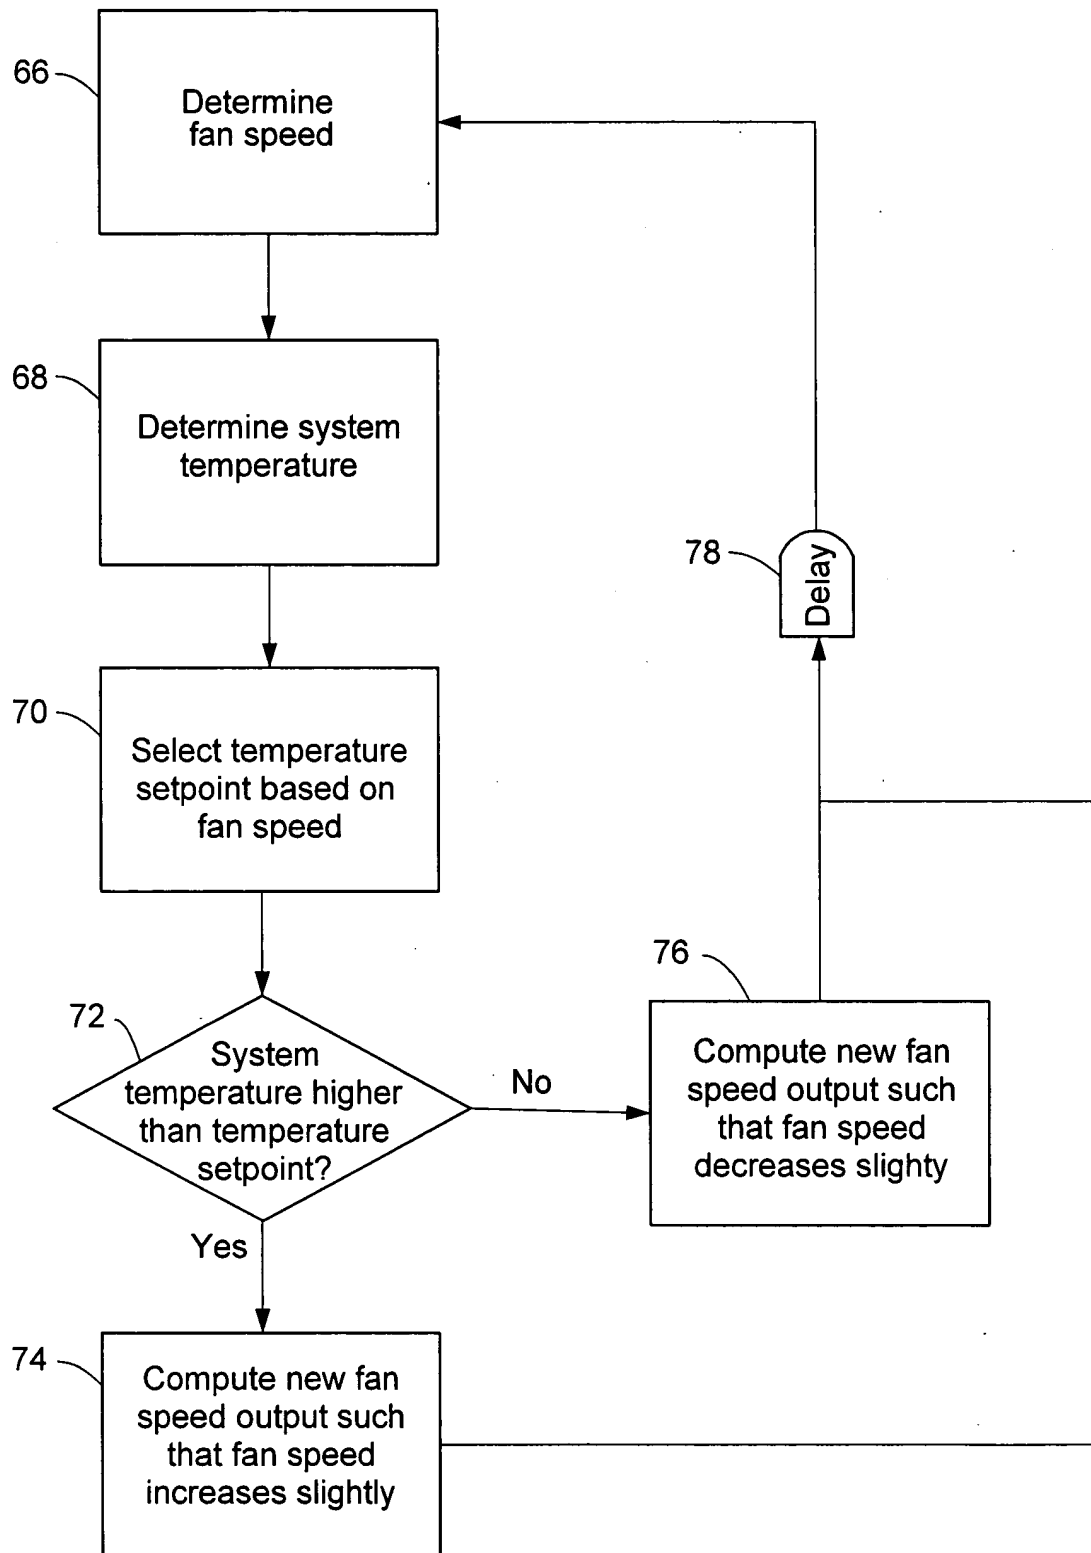 66
Determine
fan speed
68
Determine system
temperature
78
Delay
70
Select temperature
setpoint based on
fan speed
72
System
temperature higher
than temperature
setpoint?
No
76
Compute new fan
speed output such
that fan speed
decreases slighty
Yes
74
Compute new fan
speed output such
that fan speed
increases slightly